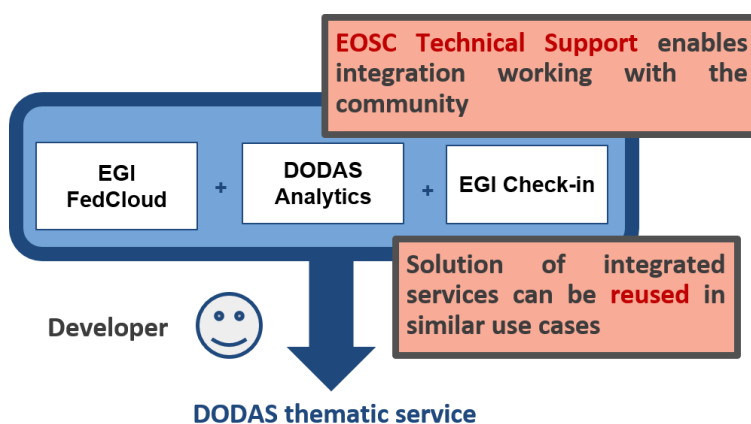 EOSC Technical Support enables
integration working with the
community
EGI
FedCloud
+
DODAS
Analytics
+
EGI Check-in
Solution of integrated
services can be reused in
similar use cases
Developer
DODAS thematic service